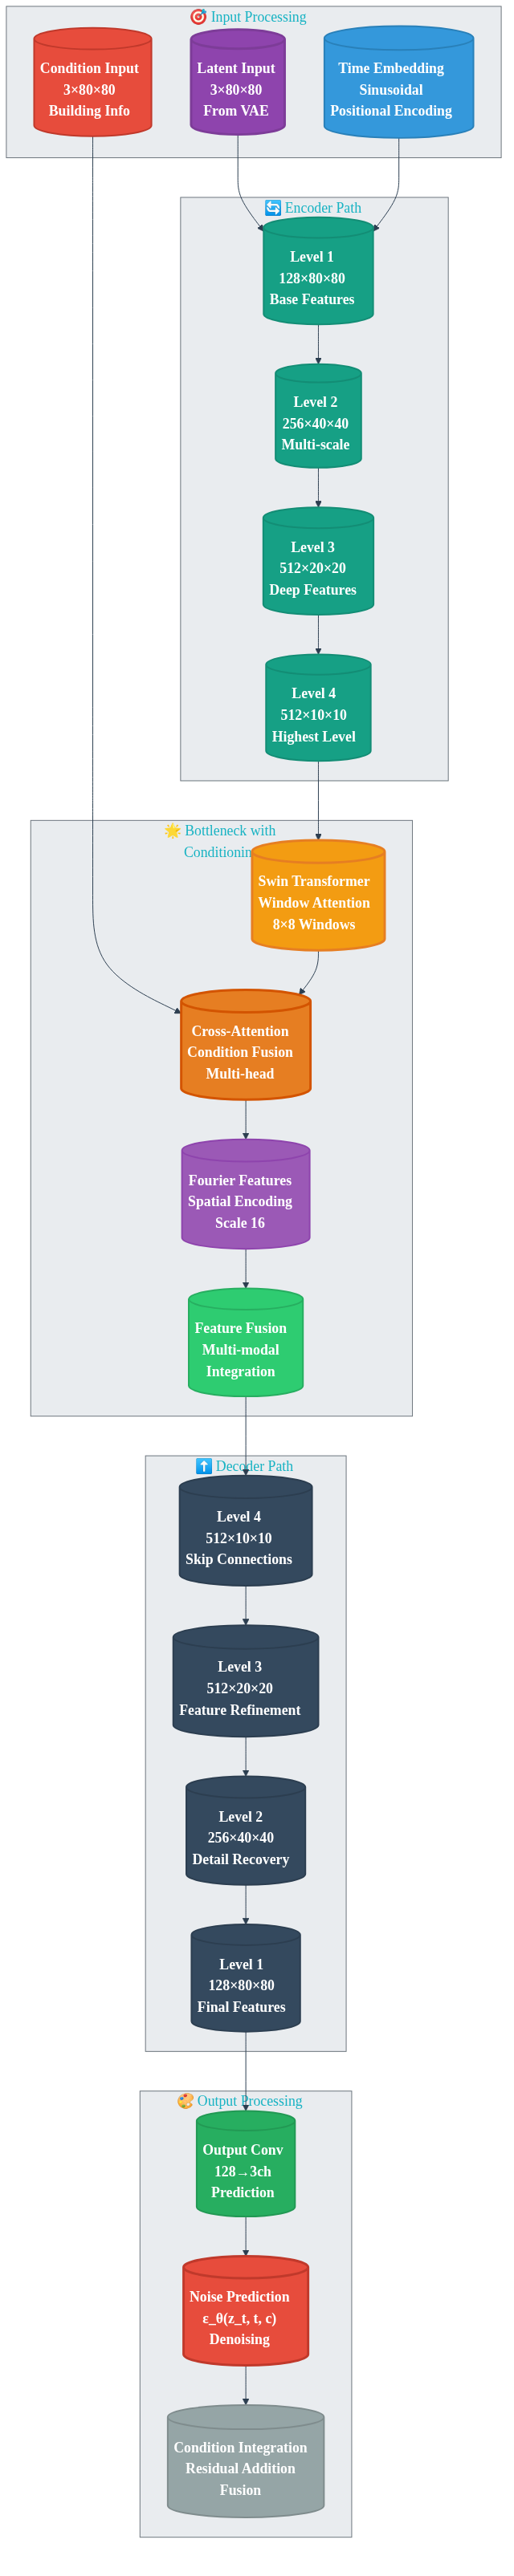 🎯 Input Processing
Condition Input
3×80×80
Building Info
Latent Input
3×80×80
From VAE
Time Embedding
Sinusoidal
Positional Encoding
🔄 Encoder Path
Level 1
128×80×80
Base Features
Level 2
256×40×40
Multi-scale
Level 3
512×20×20
Deep Features
Level 4
512×10×10
Highest Level
🌟 Bottleneck with
Conditionin
Swin Transformer
Window Attention
8×8 Windows
Cross-Attention
Condition Fusion
Multi-head
Fourier Features
Spatial Encoding
Scale 16
Feature Fusion
Multi-modal
Integration
⬆️ Decoder Path
Level 4
512×10×10
Skip Connections
Level 3
512×20×20
Feature Refinement
Level 2
256×40×40
Detail Recovery
Level 1
128×80×80
Final Features
🎨 Output Processing
Output Conv
128→3ch
Prediction
Noise Prediction
ε_θ(z_t, t, c)
Denoising
Condition Integration
Residual Addition
Fusion